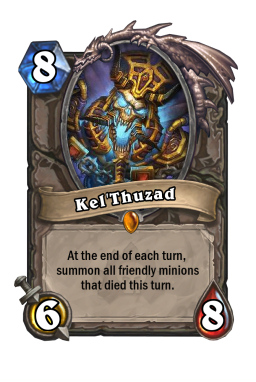 8
Kel'Thuzad
At the end of each turn,
summon all friendly minions
that died this turn.
6
8